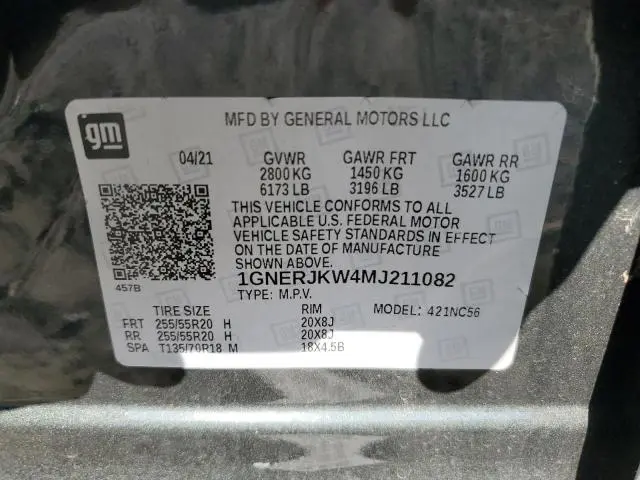 gm
MFD BY GENERAL MOTORS LLC
04/21 GVWR GAWR FRT GAWR RR
2800 KG 1450 KG 1600 KG
6173 LB 3196 LB 3527 LB
THIS VEHICLE CONFORMS TO ALL
APPLICABLE U.S. FEDERAL MOTOR
VEHICLE SAFETY STANDARDS IN EFFECT
ON THE DATE OF MANUFACTURE
SHOWN ABOVE.
457B
1GNERJKW4MJ211082
TYPE: M.P.V.
TIRE SIZE RIM MODEL: 421NC56
FRT 255/55R20 H 20X8J
RR 255/55R20 H 20X8J
SPA T135/70R18 M 18X4.5B